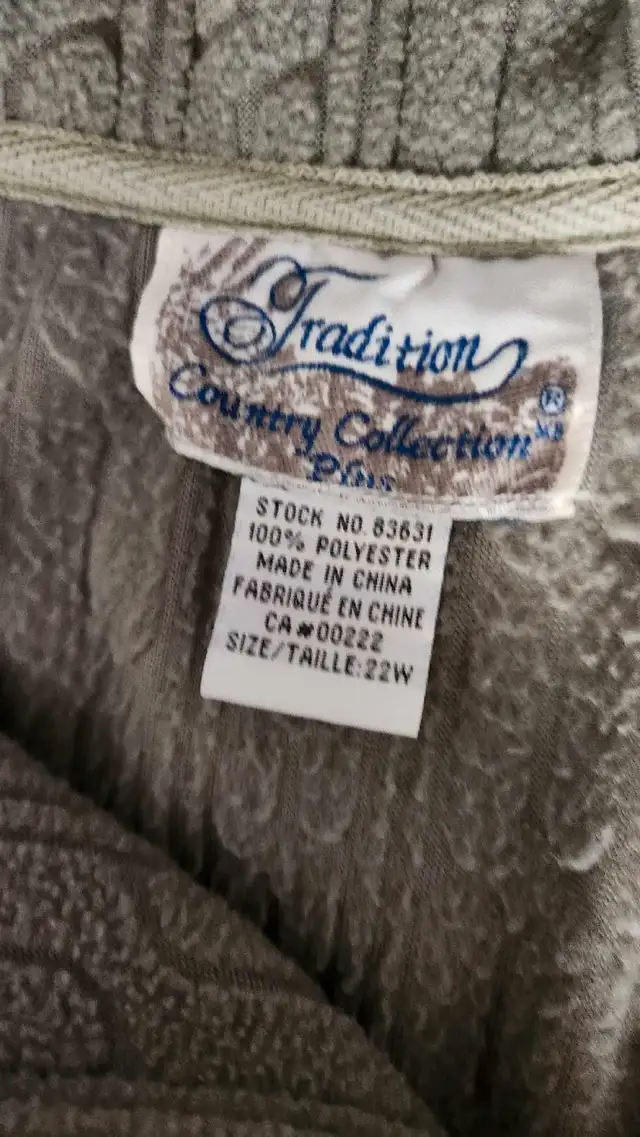 Tradition
Country Collection®
Plus
STOCK NO. 83631
100% POLYESTER
MADE IN CHINA
FABRIQUÉ EN CHINE
CA#00222
SIZE/TAILLE:22W